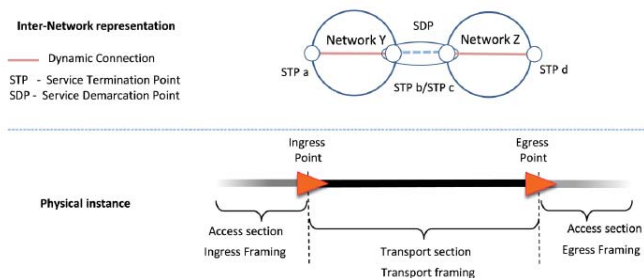 Inter-Network representation
Dynamic Connection
STP - Service Termination Point
SDP - Service Demarcation Point
SDP
Network Y
Network Z
STP a
STP d
STP b/STP c
Ingress
Point
Egress
Point
Physical instance
Access section
Ingress Framing
Transport section
Transport framing
Access section
Egress Framing